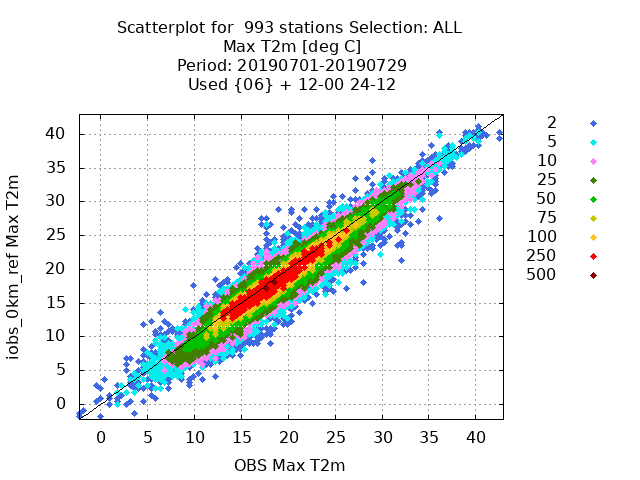 Scatterplot for  993 stations Selection: ALL
Max T2m [deg C]
Period: 20190701-20190729
Used {06} + 12-00 24-12
iobs_0km_ref Max T2m
40
35
30
25
20
15
10
5
0
0 5 10 15 20 25 30 35 40
OBS Max T2m
2
5
10
25
50
75
100
250
500